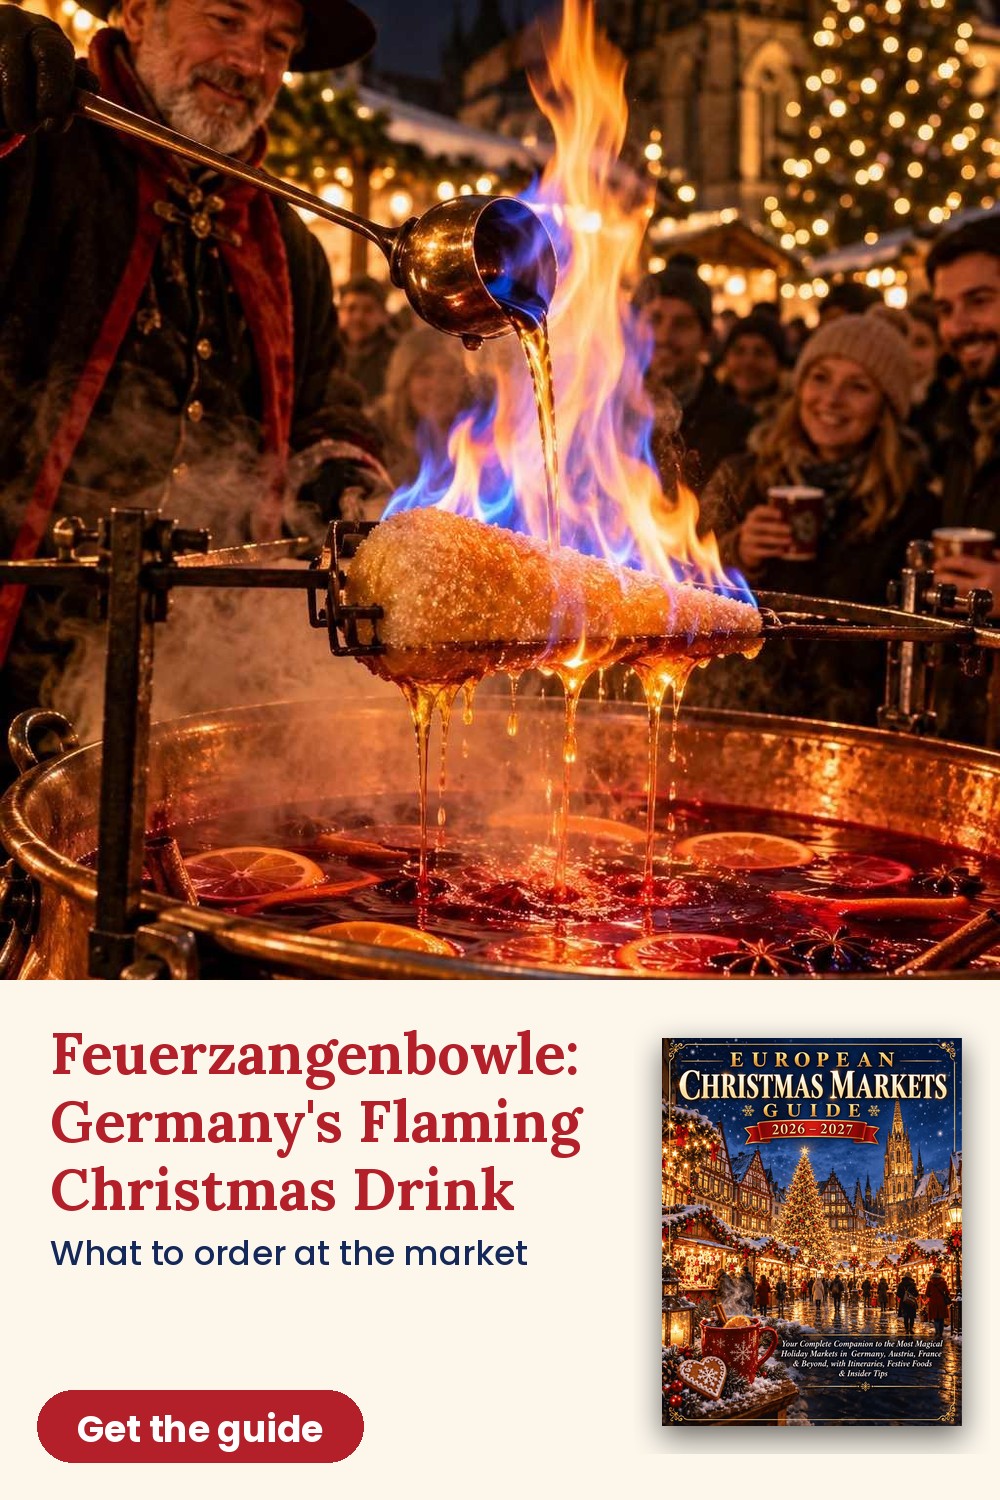 Feuerzangenbowle:
Germany's Flaming
Christmas Drink
What to order at the market
Get the guide
EUROPEAN
CHRISTMAS MARKETS
GUIDE
2026 – 2027
Your Complete Companion to the Most Magical
Holiday Markets in Germany, Austria, France
& Beyond, with Itineraries, Festive Foods
& Insider Tips